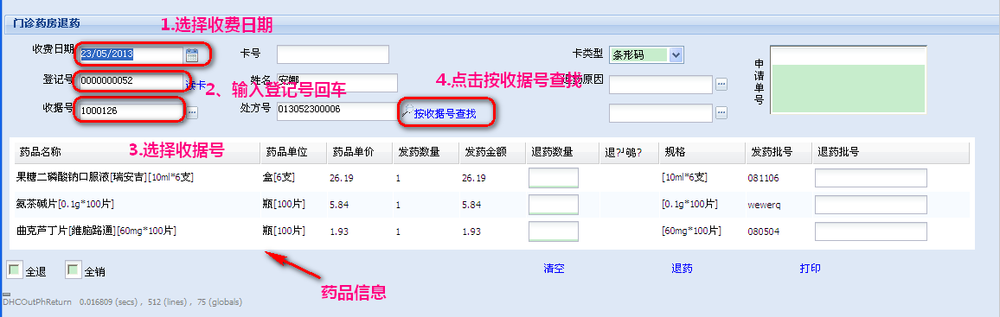 门诊药房退药
1.选择收费日期
收费日期 23/05/2013 卡号 卡类型 条形码 申请单号
登记号 0000000052 读卡 姓名 安娜 原因
2、输入登记号回车
4.点击按收据号查找
收据号 1000126 处方号 013052300006 按收据号查找
3.选择收据号
药品名称 药品单位 药品单价 发药数量 发药金额 退药数量 规格 发药批号 退药批号
果糖二磷酸钠口服液[瑞安吉][10ml*6支] 盒[6支] 26.19 1 26.19 [10ml*6支] 081106
氨茶碱片[0.1g*100片] 瓶[100片] 5.84 1 5.84 [0.1g*100片] wewerq
曲克芦丁片[维脑路通][60mg*100片] 瓶[100片] 1.93 1 1.93 [60mg*100片] 080504
全退 全销 清空 退药 打印
药品信息
DHCOutPhReturn 0.016809 (secs) , 512 (lines) , 75 (globals)